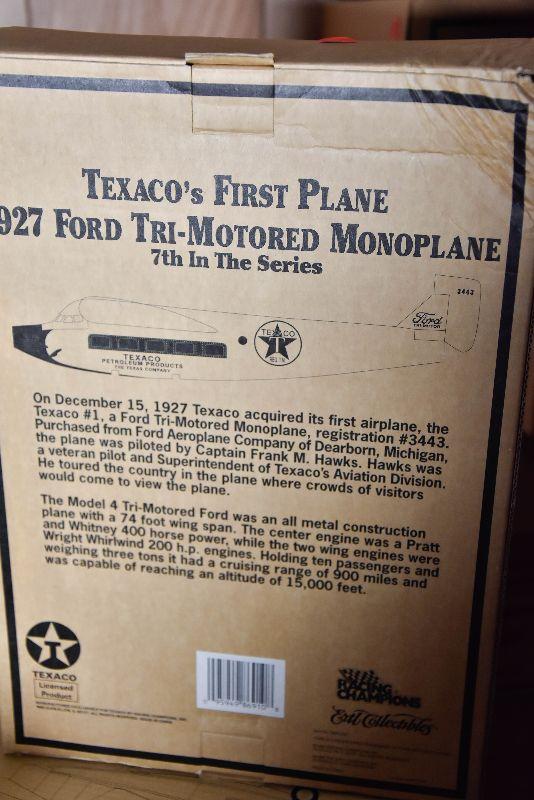 TEXACO'S FIRST PLANE
927 FORD TRI-MOTORED MONOPLANE
7th In The Series
3443
Ford
TRI-MOTOR
TEXACO
T
REG. T.M.
TEXACO
PETROLEUM PRODUCTS
THE TEXAS COMPANY
On December 15, 1927 Texaco acquired its first airplane, the
Texaco #1, a Ford Tri-Motored Monoplane, registration #3443.
Purchased from Ford Aeroplane Company of Dearborn, Michigan,
the plane was piloted by Captain Frank M. Hawks. Hawks was
a veteran pilot and Superintendent of Texaco's Aviation Division.
He toured the country in the plane where crowds of visitors
would come to view the plane.
The Model 4 Tri-Motored Ford was an all metal construction
plane with a 74 foot wing span. The center engine was a Pratt
and Whitney 400 horse power, while the two wing engines were
Wright Whirlwind 200 h.p. engines. Holding ten passengers and
weighing three tons it had a cruising range of 900 miles and
was capable of reaching an altitude of 15,000 feet.
T
TEXACO
Licensed
Product
RACING
CHAMPIONS
Ertl Collectibles